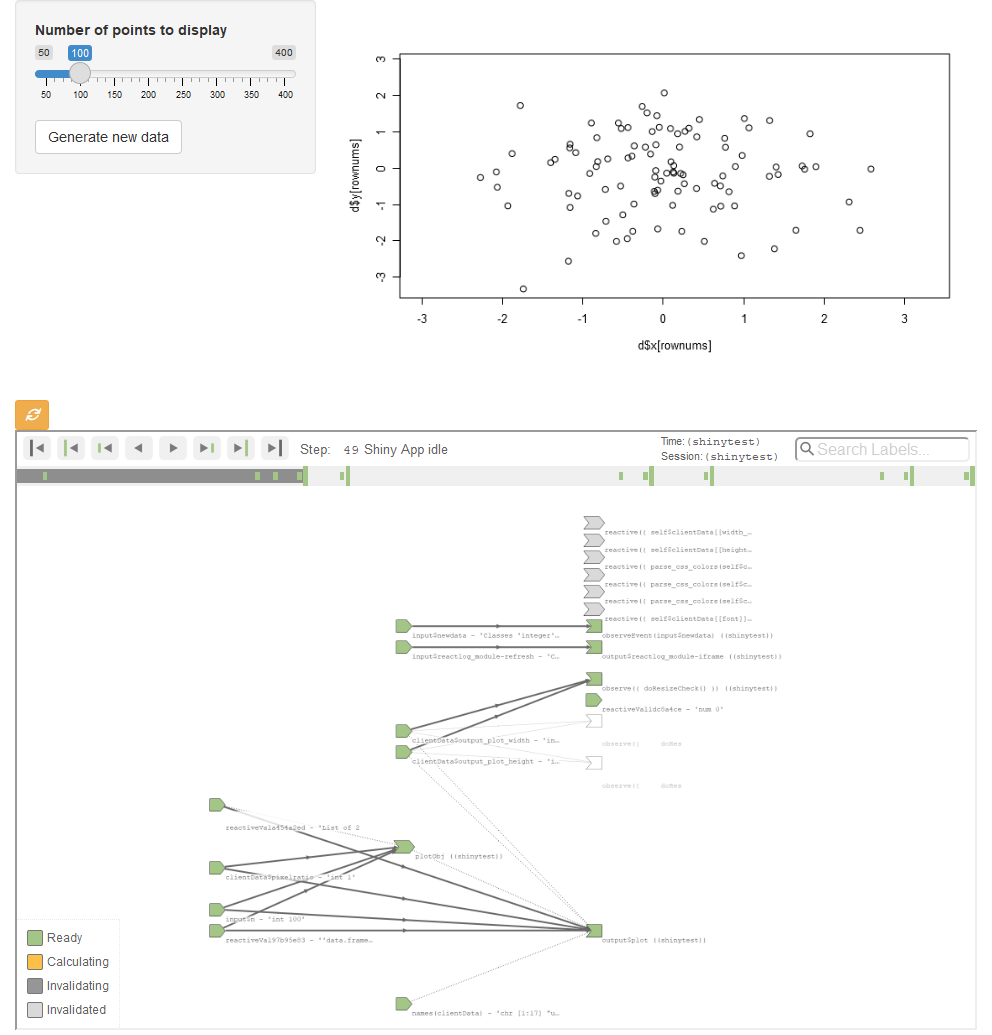 Number of points to display
50 100 400
50 100 150 200 250 300 350 400
Generate new data
3
2
1
0
-1
-2
-3
d$y[rownums]
-3 -2 -1 0 1 2 3
d$x[rownums]
Step: 49 Shiny App idle
Time: (shinytest)
Session: (shinytest)
Search Labels...
reactive({ self$clientData[[width_…
reactive({ self$clientData[[height…
reactive({ parse_css_colors(self$c…
reactive({ parse_css_colors(self$c…
reactive({ parse_css_colors(self$c…
reactive({ self$clientData[[font]]…
input$newdata - 'Classes 'integer'…
observeEvent(input$newdata) ((shinytest))
input$reactlog_module-refresh - 'C…
output$reactlog_module-iframe ((shinytest))
observe({ doResizeCheck() }) ((shinytest))
reactiveVal1dc6a4ce - 'num 0'
clientData$output_plot_width - 'in…
observe({ doRes
clientData$output_plot_height - 'i…
observe({ doRes
- 'List of 2
plotObj ((shinytest))
clientData$pixelratio - 'int 1'
input$n - 'int 100'
reactiveVal97b95e83 - ''data.frame…
output$plot ((shinytest))
names(clientData) - 'chr [1:17] "u…
Ready
Calculating
Invalidating
Invalidated